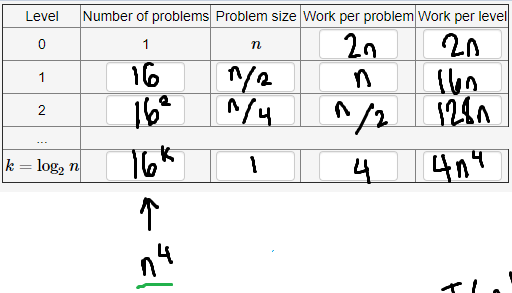 Level Number of problems Problem size Work per problem Work per level
0 1 n 2n 2n
1 16 n/2 n 16n
2 16² n/4 n/2 128n
...
k = log₂ n 16ᵏ 1 4 4n⁴
↑
n⁴